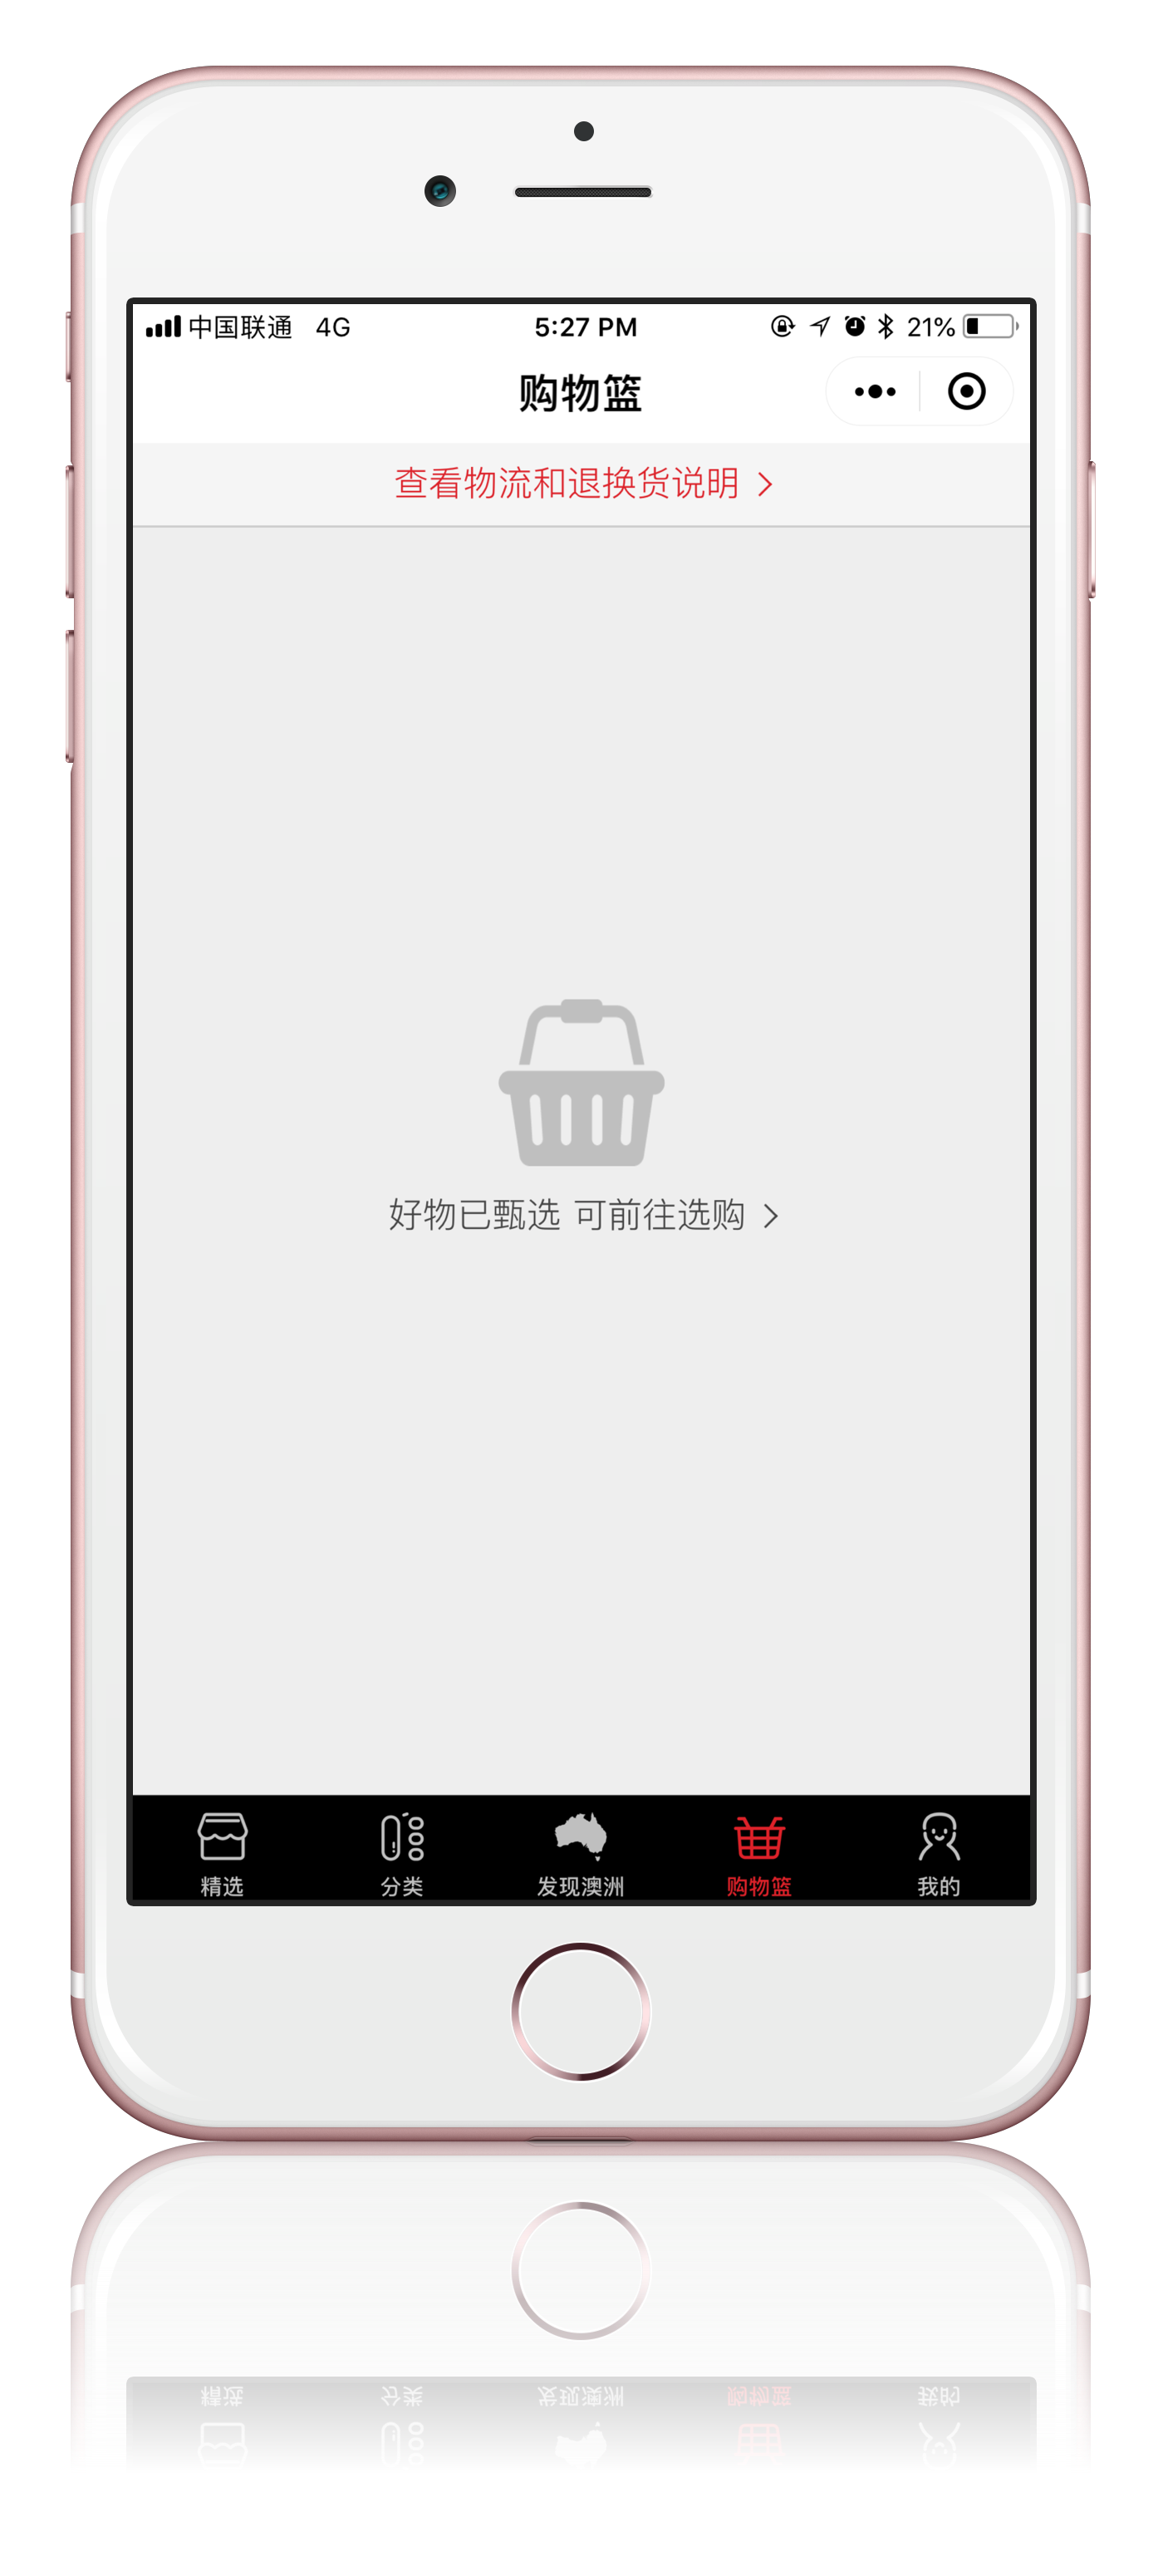 中国联通 4G 5:27 PM 21%
购物篮
查看物流和退换货说明 >
好物已甄选 可前往选购 >
精选 分类 发现澳洲 购物篮 我的